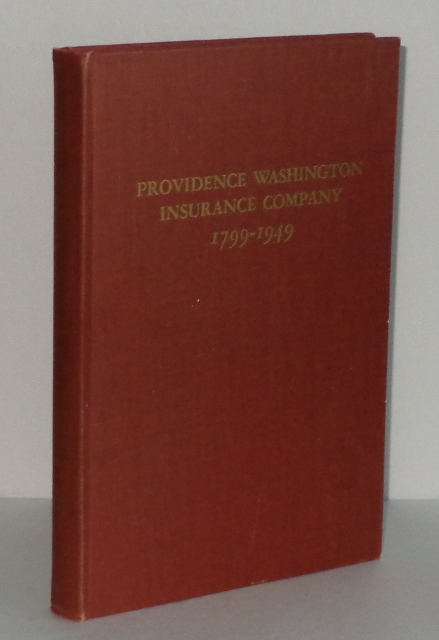 PROVIDENCE WASHINGTON
INSURANCE COMPANY
1799-1949